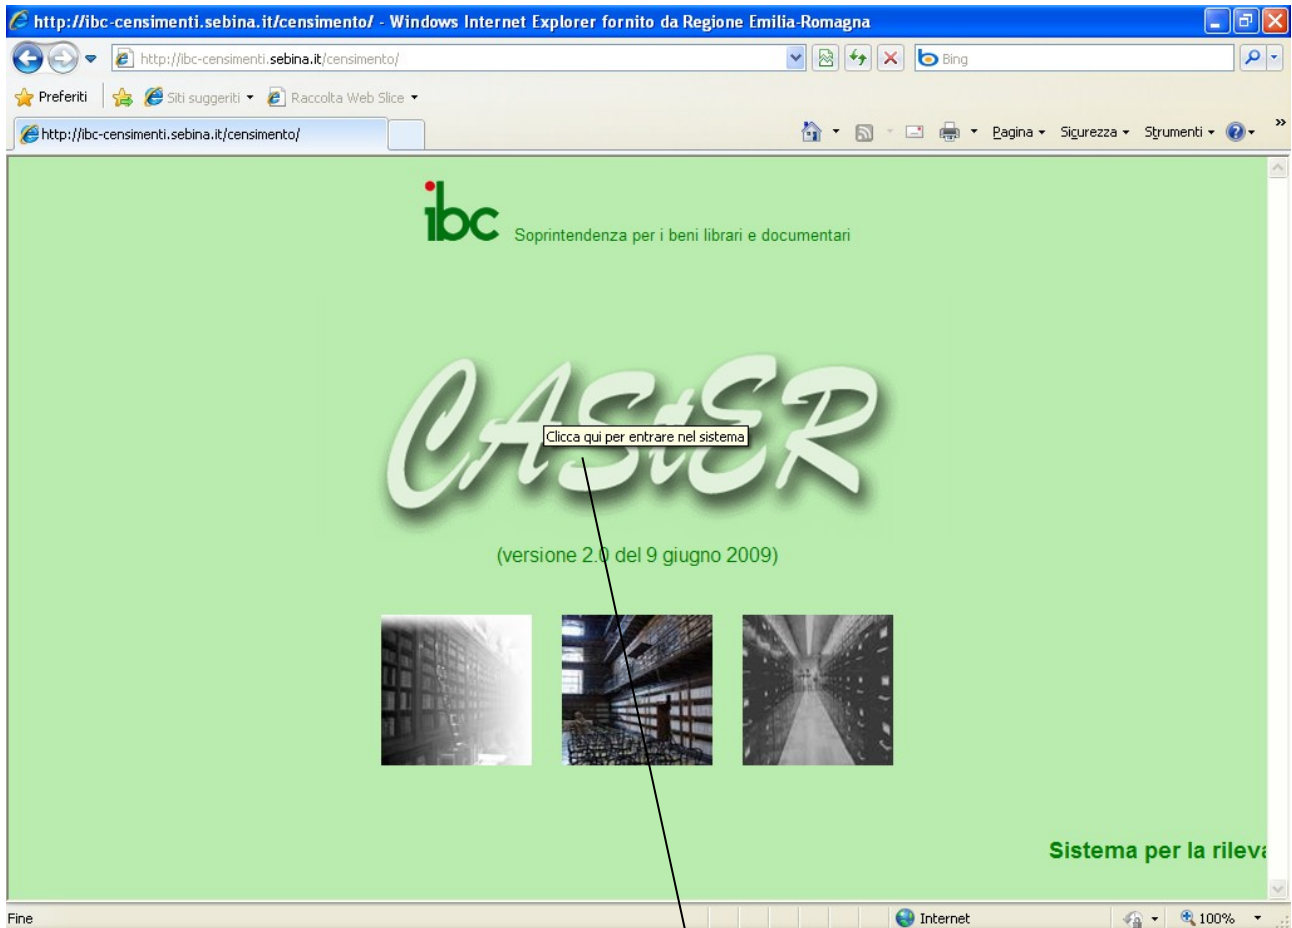 http://ibc-censimenti.sebina.it/censimento/ - Windows Internet Explorer fornito da Regione Emilia-Romagna
http://ibc-censimenti.sebina.it/censimento/
Bing
Preferiti
Siti suggeriti
Raccolta Web Slice
http://ibc-censimenti.sebina.it/censimento/
Pagina
Sicurezza
Strumenti
»
ibc Soprintendenza per i beni librari e documentari
CAStER
Clicca qui per entrare nel sistema
(versione 2.0 del 9 giugno 2009)
Sistema per la rileva
Fine
Internet
100%